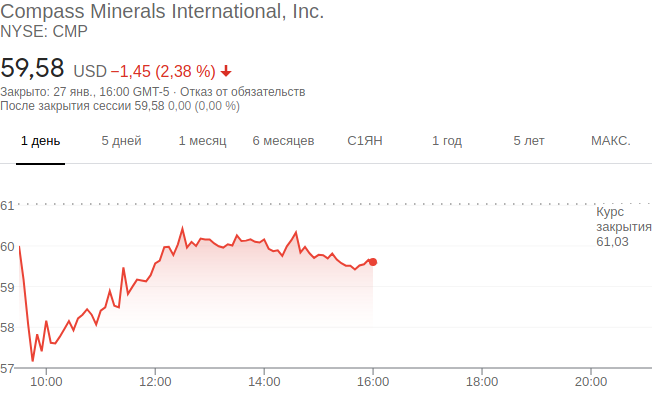 Compass Minerals International, Inc.
NYSE: CMP
59,58 USD −1,45 (2,38 %)
Закрыто: 27 янв., 16:00 GMT-5 · Отказ от обязательств
После закрытия сессии 59,58 0,00 (0,00 %)
1 день 5 дней 1 месяц 6 месяцев С1ЯН 1 год 5 лет МАКС.
61
Курс
закрытия
61,03
60
59
58
57
10:00 12:00 14:00 16:00 18:00 20:00